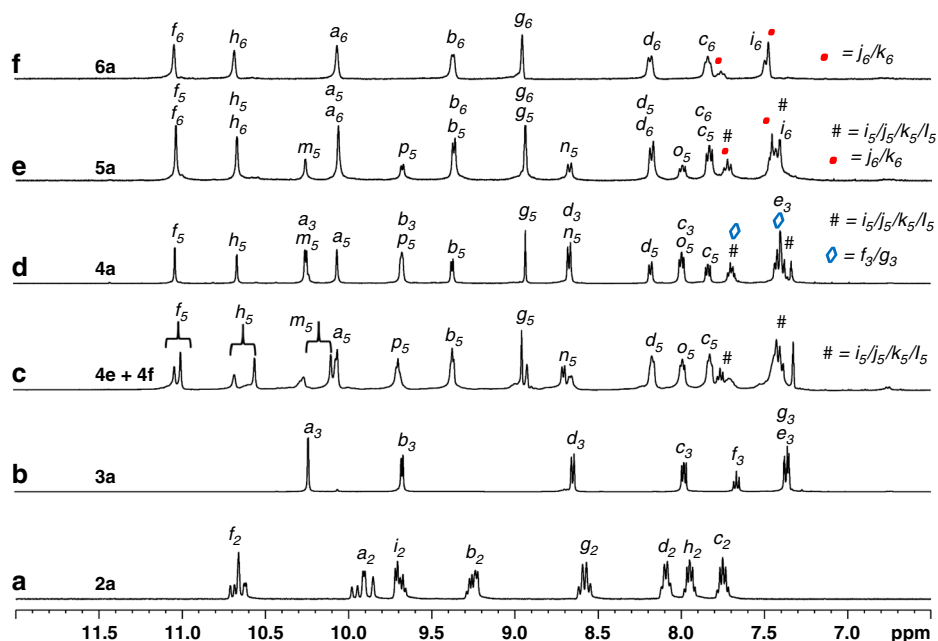 f₆ h₆ a₆ b₆ g₆ d₆ c₆ i₆
f 6a = j₆/k₆
f₅ h₅ a₅ b₆ g₆ d₅ c₆ #
f₆ h₆ m₅ a₆ p₅ b₅ g₅ n₅ d₆ o₅ c₅ # i₆
e 5a # = i₅/j₅/k₅/l₅
= j₆/k₆
a₃ b₃ d₃ c₃ e₃
f₅ h₅ m₅ a₅ p₅ b₅ g₅ n₅ d₅ o₅ c₅ # #
d 4a # = i₅/j₅/k₅/l₅
= f₃/g₃
f₅ h₅ m₅ a₅ p₅ b₅ g₅ n₅ d₅ o₅ c₅ # #
c 4e + 4f # = i₅/j₅/k₅/l₅
g₃
a₃ b₃ d₃ c₃ f₃ e₃
b 3a
f₂ a₂ i₂ b₂ g₂ d₂ h₂ c₂
a 2a
11.5 11.0 10.5 10.0 9.5 9.0 8.5 8.0 7.5 7.0 ppm